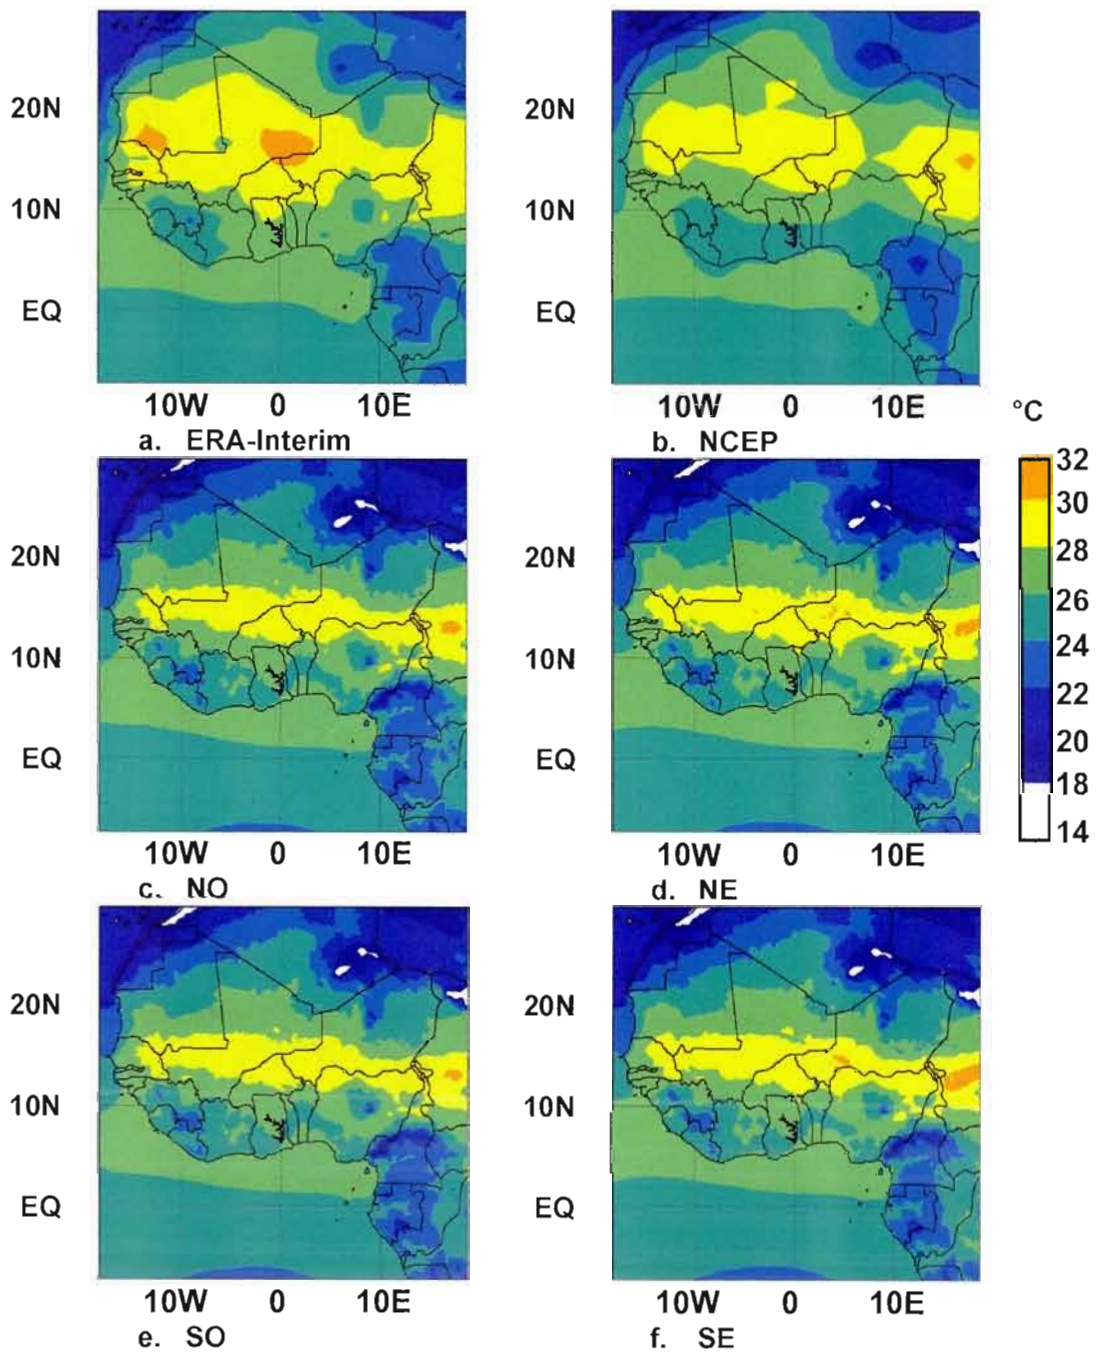 20N
10N
EQ
10W 0 10E
a. ERA-Interim
20N
10N
EQ
10W 0 10E
b. NCEP
°C
32
30
28
26
24
22
20
18
14
20N
10N
EQ
10W 0 10E
c. NO
20N
10N
EQ
10W 0 10E
d. NE
20N
10N
EQ
10W 0 10E
e. SO
20N
10N
EQ
10W 0 10E
f. SE